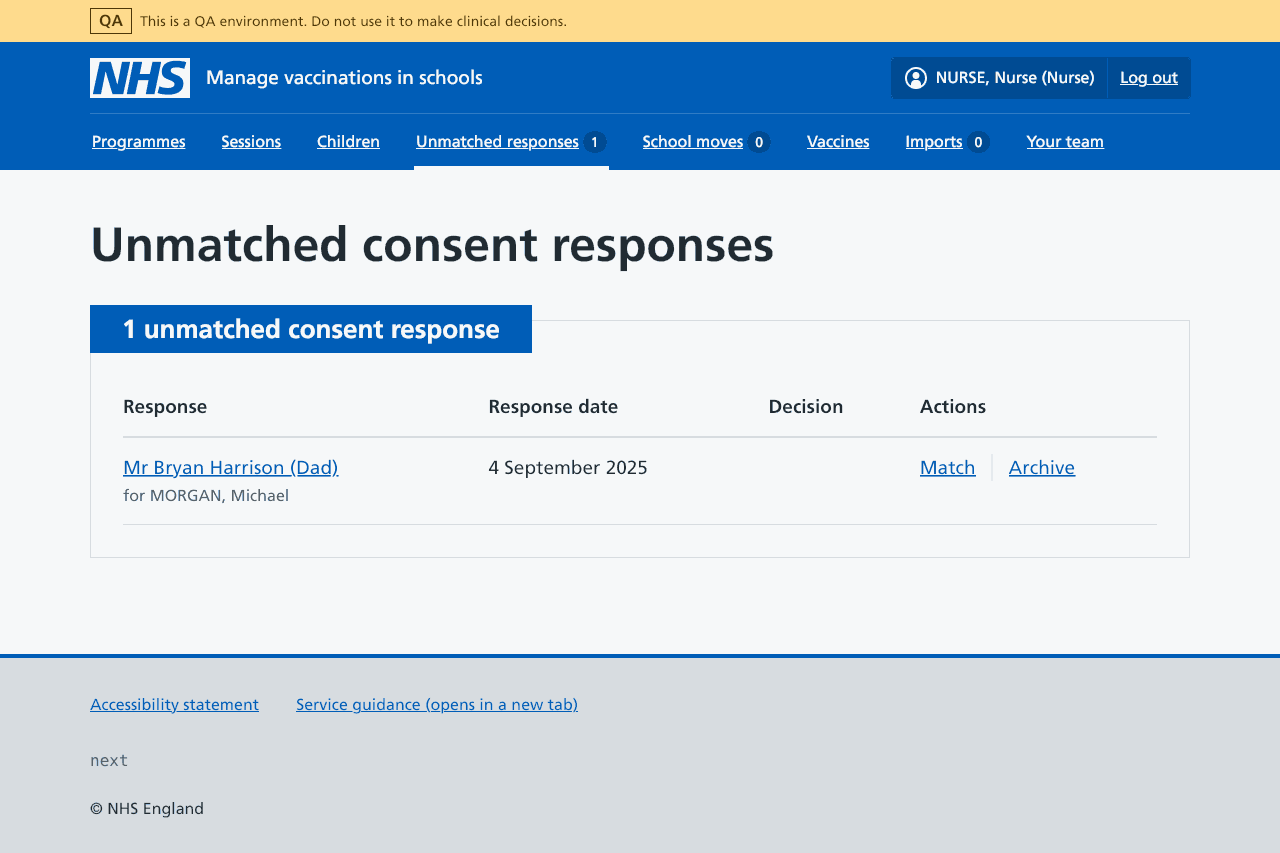 QA This is a QA environment. Do not use it to make clinical decisions.
NHS Manage vaccinations in schools NURSE, Nurse (Nurse) Log out
Programmes Sessions Children Unmatched responses 1 School moves 0 Vaccines Imports 0 Your team
Unmatched consent responses
1 unmatched consent response
Response Response date Decision Actions
Mr Bryan Harrison (Dad) 4 September 2025 Match Archive
for MORGAN, Michael
Accessibility statement Service guidance (opens in a new tab)
next
© NHS England